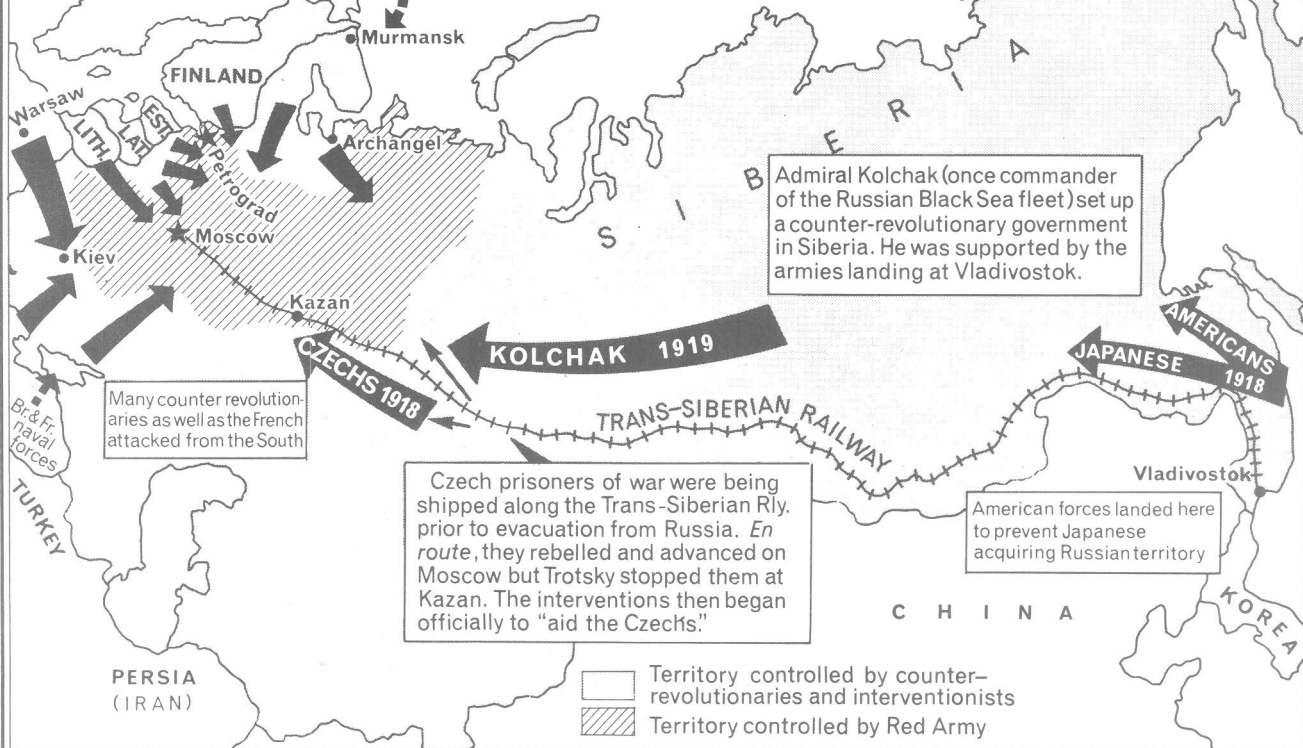 Murmansk
FINLAND
SIBERIA
Warsaw
LITH.
LAT.
EST.
Petrograd
Archangel
Moscow
Kiev
Kazan
Admiral Kolchak (once commander
of the Russian Black Sea fleet) set up
a counter-revolutionary government
in Siberia. He was supported by the
armies landing at Vladivostok.
KOLCHAK 1919
AMERICANS
JAPANESE
1918
CZECHS 1918
Many counter revolution-
aries as well as the French
attacked from the South
Br. & Fr.
naval
forces
TRANS-SIBERIAN RAILWAY
TURKEY
Czech prisoners of war were being
shipped along the Trans-Siberian Rly.
prior to evacuation from Russia. En
route, they rebelled and advanced on
Moscow but Trotsky stopped them at
Kazan. The interventions then began
officially to “aid the Czechs.”
Vladivostok
American forces landed here
to prevent Japanese
acquiring Russian territory
CHINA
KOREA
PERSIA
(IRAN)
Territory controlled by counter-
revolutionaries and interventionists
Territory controlled by Red Army